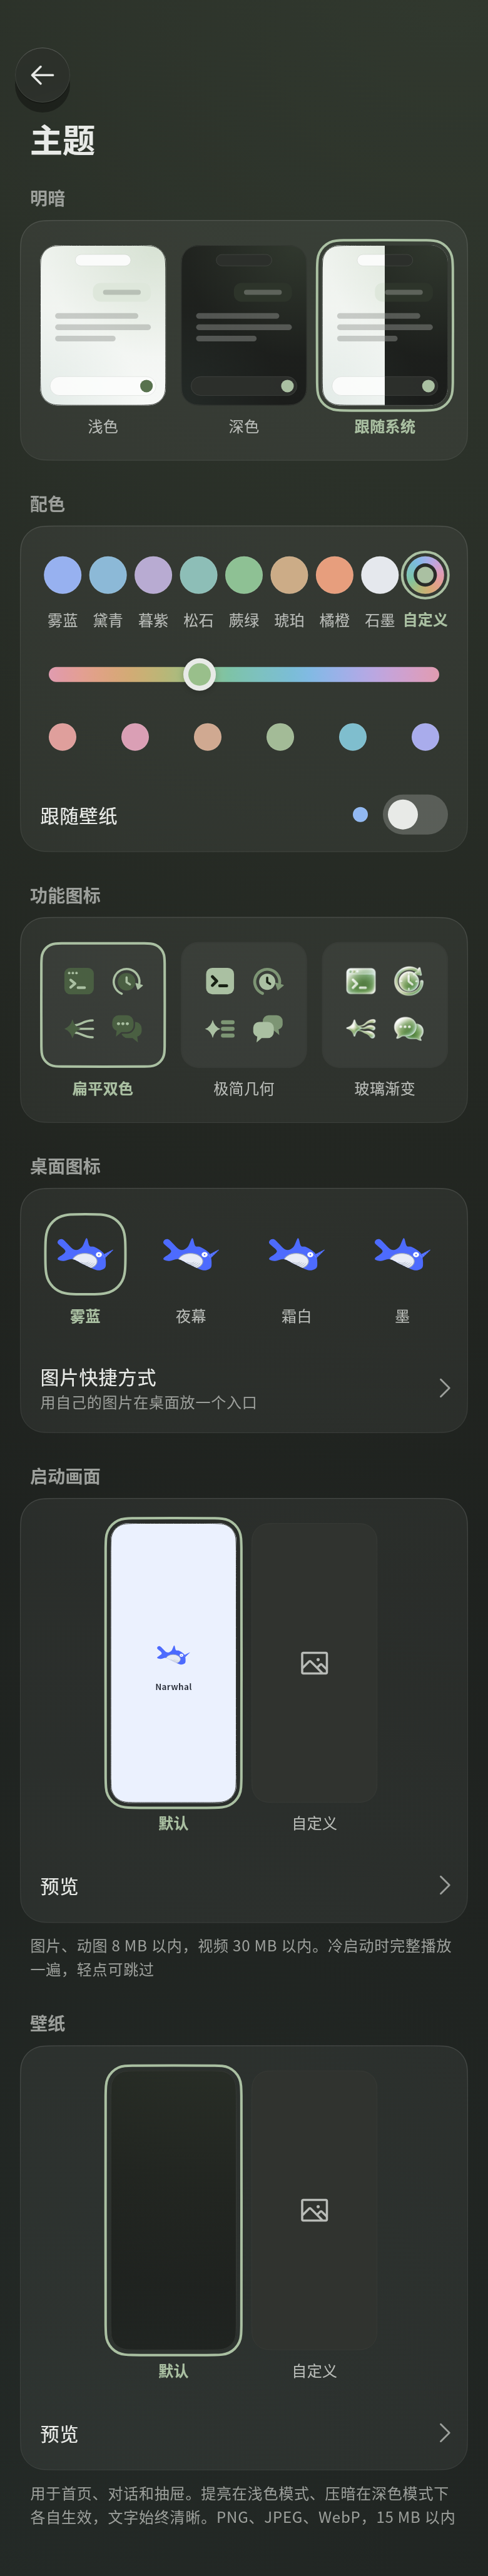 主题
明暗
浅色
深色
跟随系统
配色
雾蓝
黛青
暮紫
松石
蕨绿
琥珀
橘橙
石墨
自定义
跟随壁纸
功能图标
扁平双色
极简几何
玻璃渐变
桌面图标
雾蓝
夜幕
霜白
墨
图片快捷方式
用自己的图片在桌面放一个入口
启动画面
Narwhal
默认
自定义
预览
图片、动图 8 MB 以内，视频 30 MB 以内。冷启动时完整播放
一遍，轻点可跳过
壁纸
默认
自定义
预览
用于首页、对话和抽屉。提亮在浅色模式、压暗在深色模式下
各自生效，文字始终清晰。PNG、JPEG、WebP，15 MB 以内